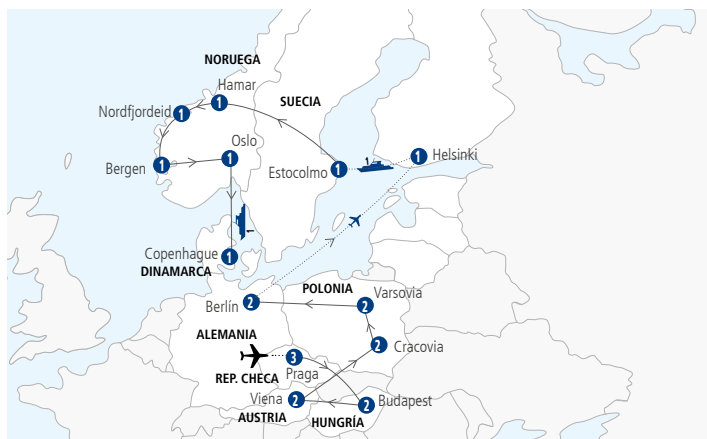 NORUEGA
Hamar
1
SUECIA
Nordfjordeid
1
Oslo
1
Bergen
1
Estocolmo
1
1
1
Helsinki
Copenhague
1
DINAMARCA
POLONIA
Berlín
2
Varsovia
2
ALEMANIA
Cracovia
2
3
Praga
REP. CHECA
Viena
2
Budapest
2
AUSTRIA
HUNGRÍA